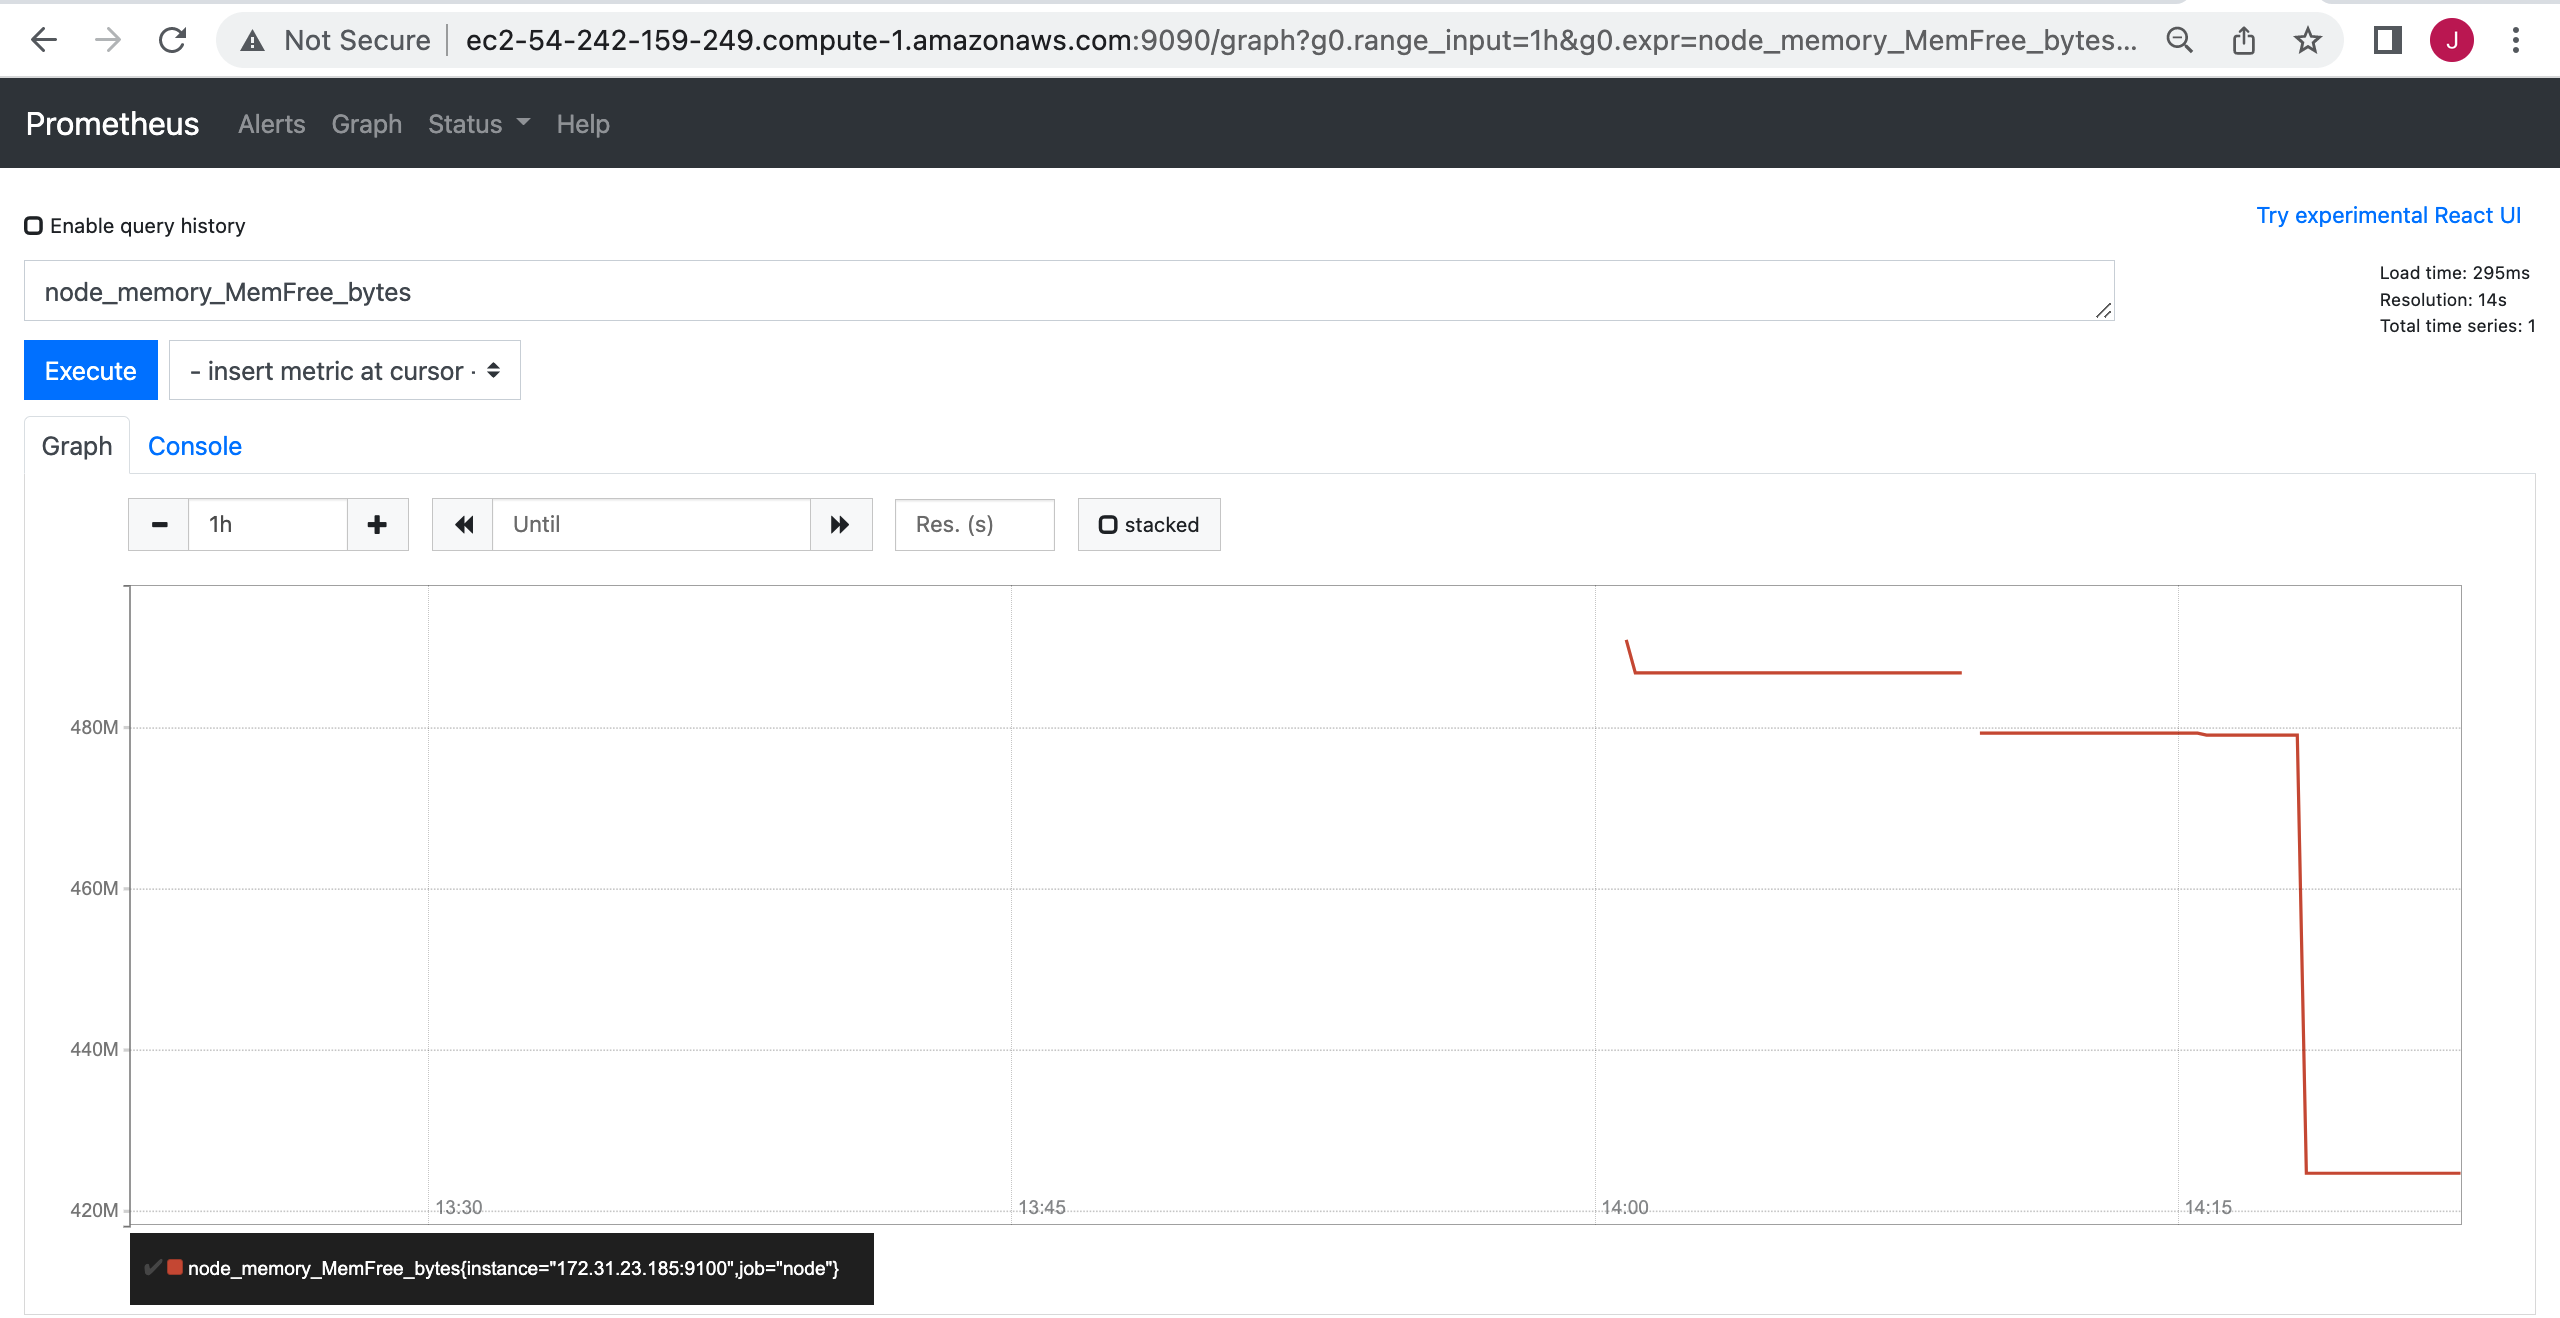 Not Secure ec2-54-242-159-249.compute-1.amazonaws.com:9090/graph?g0.range_input=1h&g0.expr=node_memory_MemFree_bytes... J
Prometheus Alerts Graph Status Help
Enable query history
Try experimental React UI
node_memory_MemFree_bytes
Load time: 295ms
Resolution: 14s
Total time series: 1
Execute - insert metric at cursor ·
Graph Console
1h Until Res. (s) stacked
480M
460M
440M
420M
13:30 13:45 14:00 14:15
node_memory_MemFree_bytes{instance="172.31.23.185:9100",job="node"}